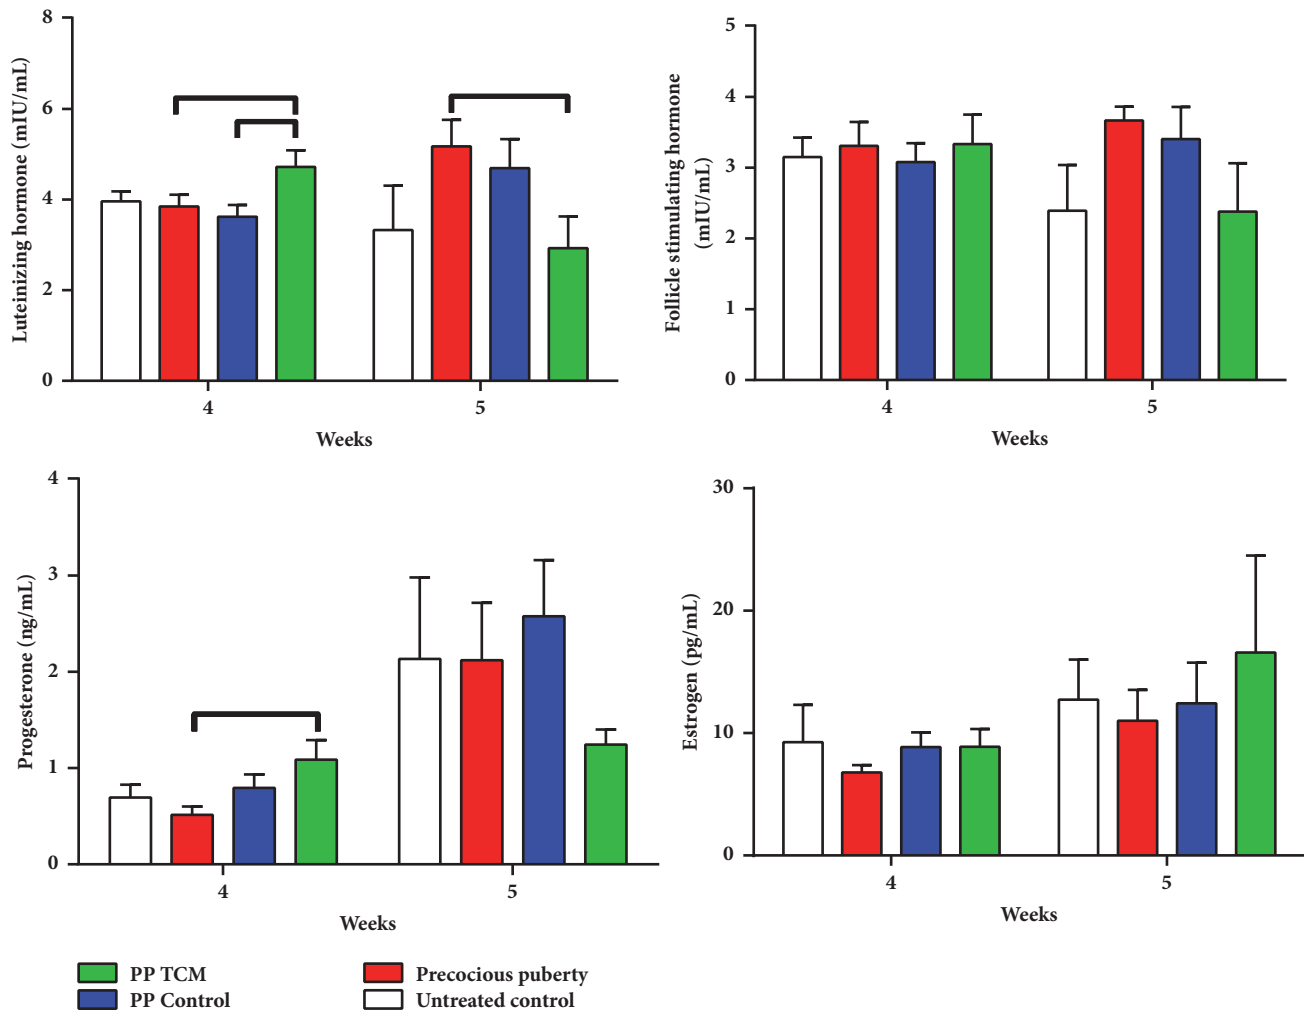 8
6
4
2
0
Luteinizing hormone (mIU/mL)
4
5
Weeks
5
4
3
2
1
0
Follicle stimulating hormone
(mIU/mL)
4
5
Weeks
4
3
2
1
0
Progesterone (ng/mL)
4
5
Weeks
30
20
10
0
Estrogen (pg/mL)
4
5
Weeks
PP TCM
PP Control
Precocious puberty
Untreated control